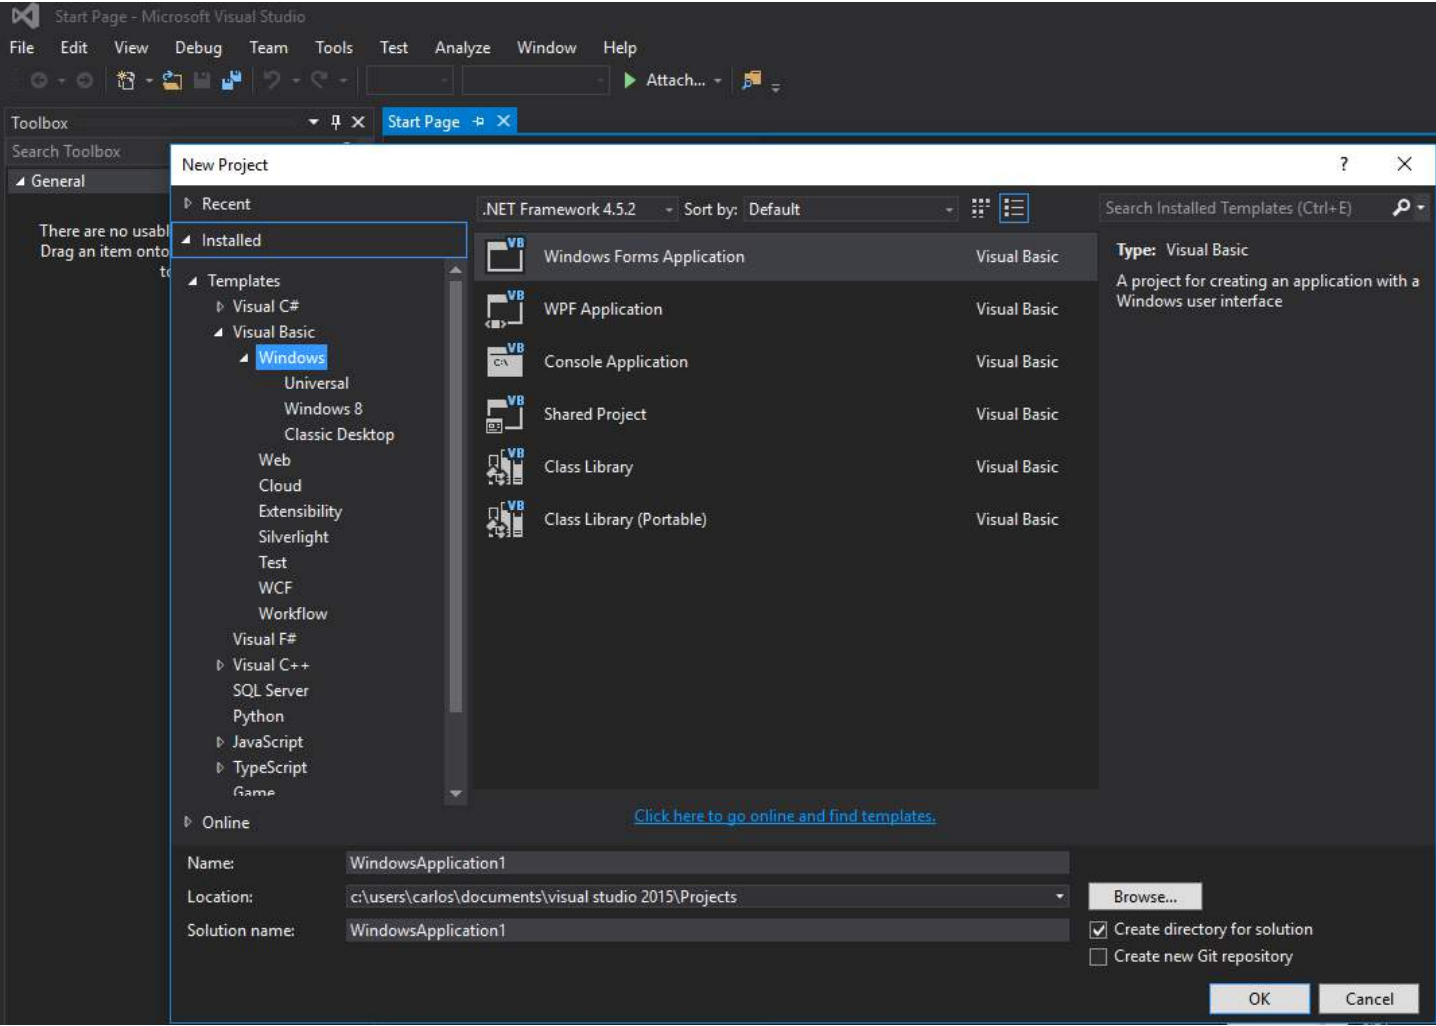 Start Page - Microsoft Visual Studio
File Edit View Debug Team Tools Test Analyze Window Help
Attach...
Toolbox
Start Page
Search Toolbox
General
There are no usabl
Drag an item onto
to
New Project
?
Recent
Installed
Templates
Visual C#
Visual Basic
Windows
Universal
Windows 8
Classic Desktop
Web
Cloud
Extensibility
Silverlight
Test
WCF
Workflow
Visual F#
Visual C++
SQL Server
Python
JavaScript
TypeScript
Game
Online
.NET Framework 4.5.2 Sort by: Default
VB Windows Forms Application Visual Basic
VB WPF Application Visual Basic
VB C:\ Console Application Visual Basic
VB Shared Project Visual Basic
VB Class Library Visual Basic
VB Class Library (Portable) Visual Basic
Click here to go online and find templates.
Search Installed Templates (Ctrl+E)
Type: Visual Basic
A project for creating an application with a
Windows user interface
Name: WindowsApplication1
Location: c:\users\carlos\documents\visual studio 2015\Projects Browse...
Solution name: WindowsApplication1
Create directory for solution
Create new Git repository
OK Cancel